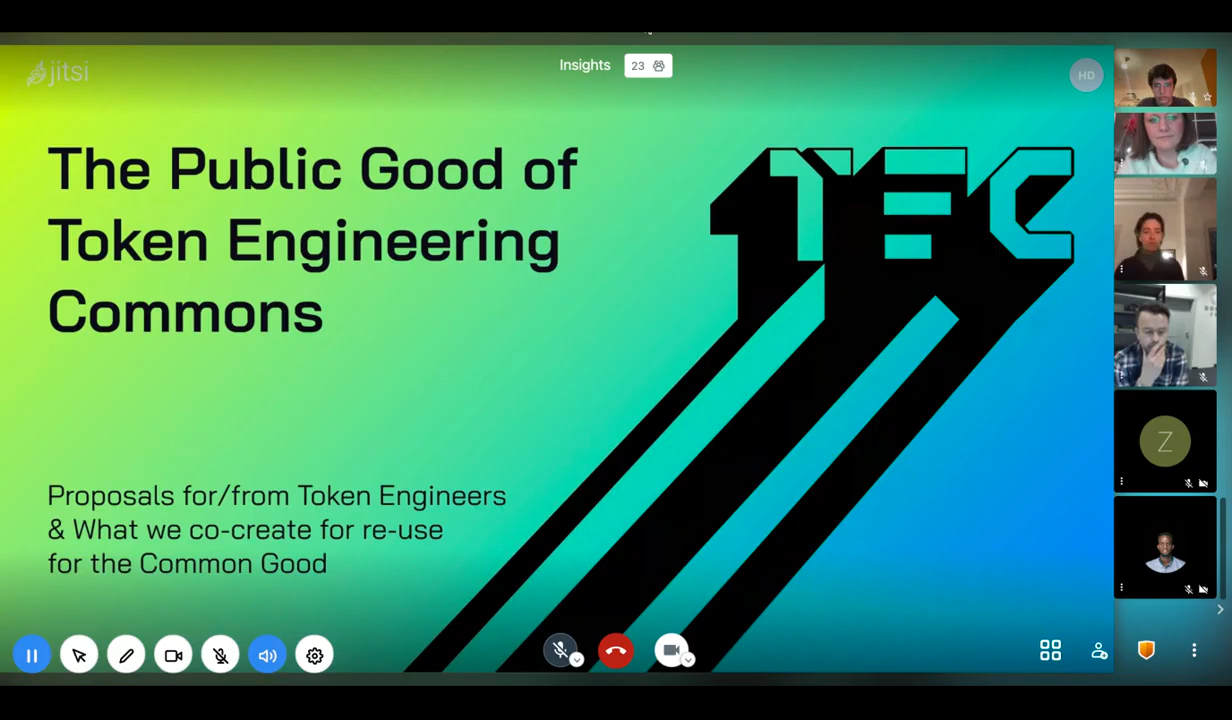 jitsi
Insights
23
HD
The Public Good of
Token Engineering
Commons
TEC
Proposals for/from Token Engineers
& What we co-create for re-use
for the Common Good
Z